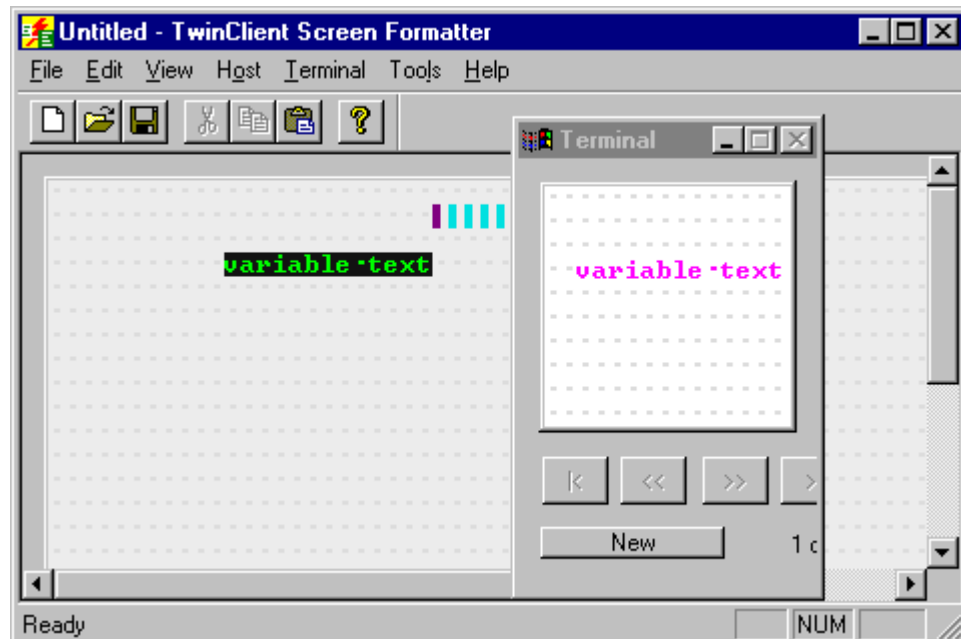 Untitled - TwinClient Screen Formatter
File Edit View Host Terminal Tools Help
Terminal
variable·text
variable·text
|< << >> >
New 1 o
Ready NUM